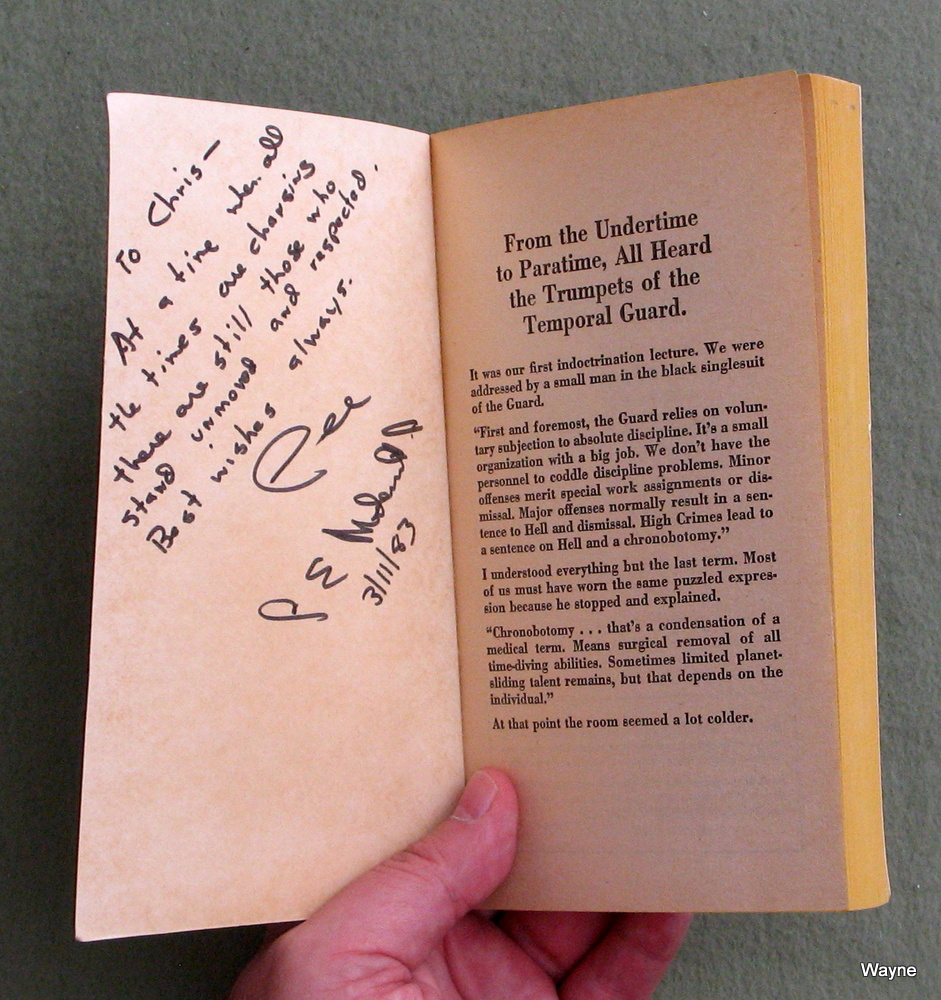 To Chris—
At a time when all
the times are changing
there are still those who
stand unmoved and respected.
Best wishes always.
Lee
L E Modesitt Jr
3/11/83
From the Undertime
to Paratime, All Heard
the Trumpets of the
Temporal Guard.
It was our first indoctrination lecture. We were
addressed by a small man in the black singlesuit
of the Guard.
“First and foremost, the Guard relies on volun-
tary subjection to absolute discipline. It’s a small
organization with a big job. We don’t have the
personnel to coddle discipline problems. Minor
offenses merit special work assignments or dis-
missal. Major offenses normally result in a sen-
tence to Hell and dismissal. High Crimes lead to
a sentence on Hell and a chronobotomy.”
I understood everything but the last term. Most
of us must have worn the same puzzled expres-
sion because he stopped and explained.
“Chronobotomy . . . that’s a condensation of a
medical term. Means surgical removal of all
time-diving abilities. Sometimes limited planet-
sliding talent remains, but that depends on the
individual.”
At that point the room seemed a lot colder.
Wayne